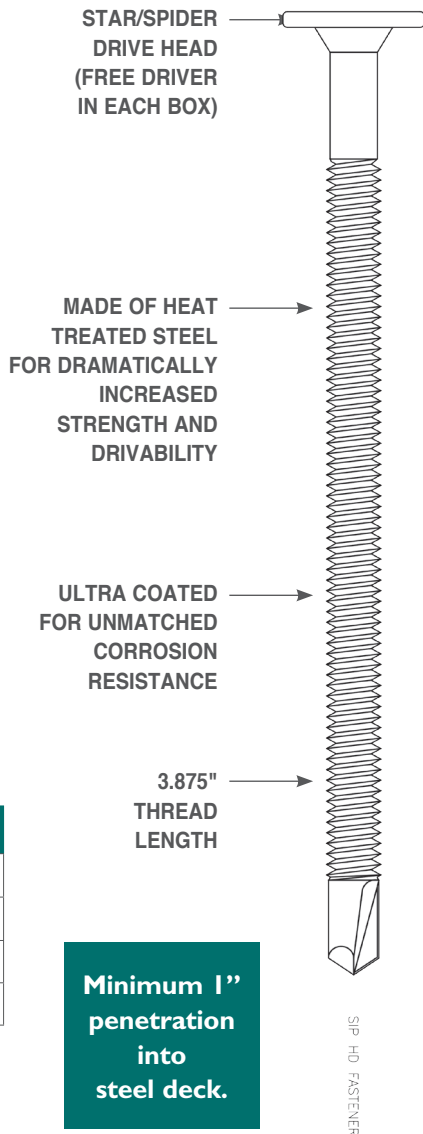 STAR/SPIDER
DRIVE HEAD
(FREE DRIVER
IN EACH BOX)
MADE OF HEAT
TREATED STEEL
FOR DRAMATICALLY
INCREASED
STRENGTH AND
DRIVABILITY
ULTRA COATED
FOR UNMATCHED
CORROSION
RESISTANCE
3.875"
THREAD
LENGTH
Minimum 1”
penetration
into
steel deck.
SIP HD FASTENER